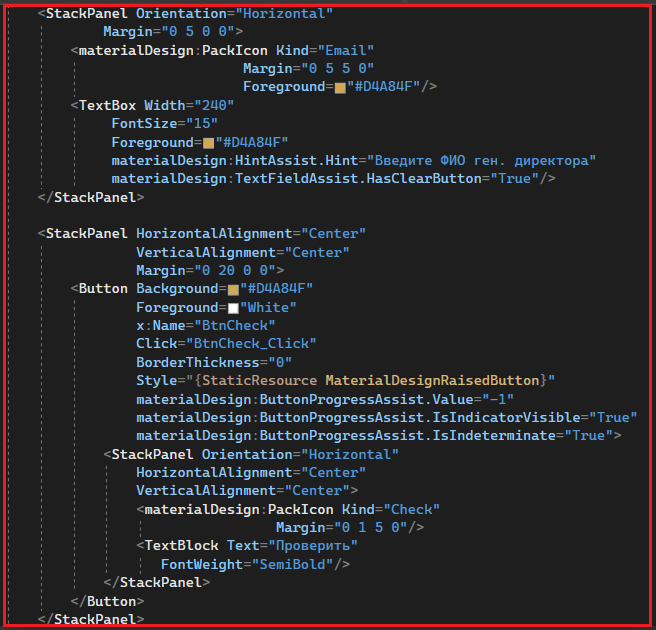 <StackPanel Orientation="Horizontal"
Margin="0 5 0 0">
<materialDesign:PackIcon Kind="Email"
Margin="0 5 5 0"
Foreground="#D4A84F"/>
<TextBox Width="240"
FontSize="15"
Foreground="#D4A84F"
materialDesign:HintAssist.Hint="Введите ФИО ген. директора"
materialDesign:TextFieldAssist.HasClearButton="True"/>
</StackPanel>
<StackPanel HorizontalAlignment="Center"
VerticalAlignment="Center"
Margin="0 20 0 0">
<Button Background="#D4A84F"
Foreground="White"
x:Name="BtnCheck"
Click="BtnCheck_Click"
BorderThickness="0"
Style="{StaticResource MaterialDesignRaisedButton}"
materialDesign:ButtonProgressAssist.Value="-1"
materialDesign:ButtonProgressAssist.IsIndicatorVisible="True"
materialDesign:ButtonProgressAssist.IsIndeterminate="True">
<StackPanel Orientation="Horizontal"
HorizontalAlignment="Center"
VerticalAlignment="Center">
<materialDesign:PackIcon Kind="Check"
Margin="0 1 5 0"/>
<TextBlock Text="Проверить"
FontWeight="SemiBold"/>
</StackPanel>
</Button>
</StackPanel>